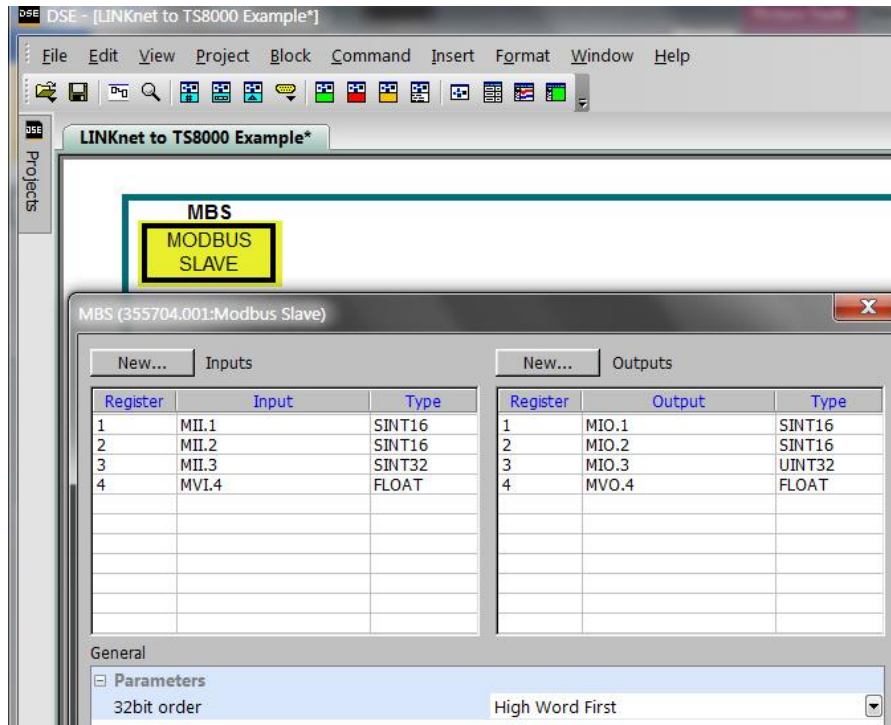 DSE DSE - [LINKnet to TS8000 Example*]
File Edit View Project Block Command Insert Format Window Help
DSE Projects
LINKnet to TS8000 Example*
MBS
MODBUS
SLAVE
MBS (355704.001:Modbus Slave)
New... Inputs
Register Input Type
1 MII.1 SINT16
2 MII.2 SINT16
3 MII.3 SINT32
4 MVI.4 FLOAT
New... Outputs
Register Output Type
1 MIO.1 SINT16
2 MIO.2 SINT16
3 MIO.3 UINT32
4 MVO.4 FLOAT
General
Parameters
32bit order High Word First